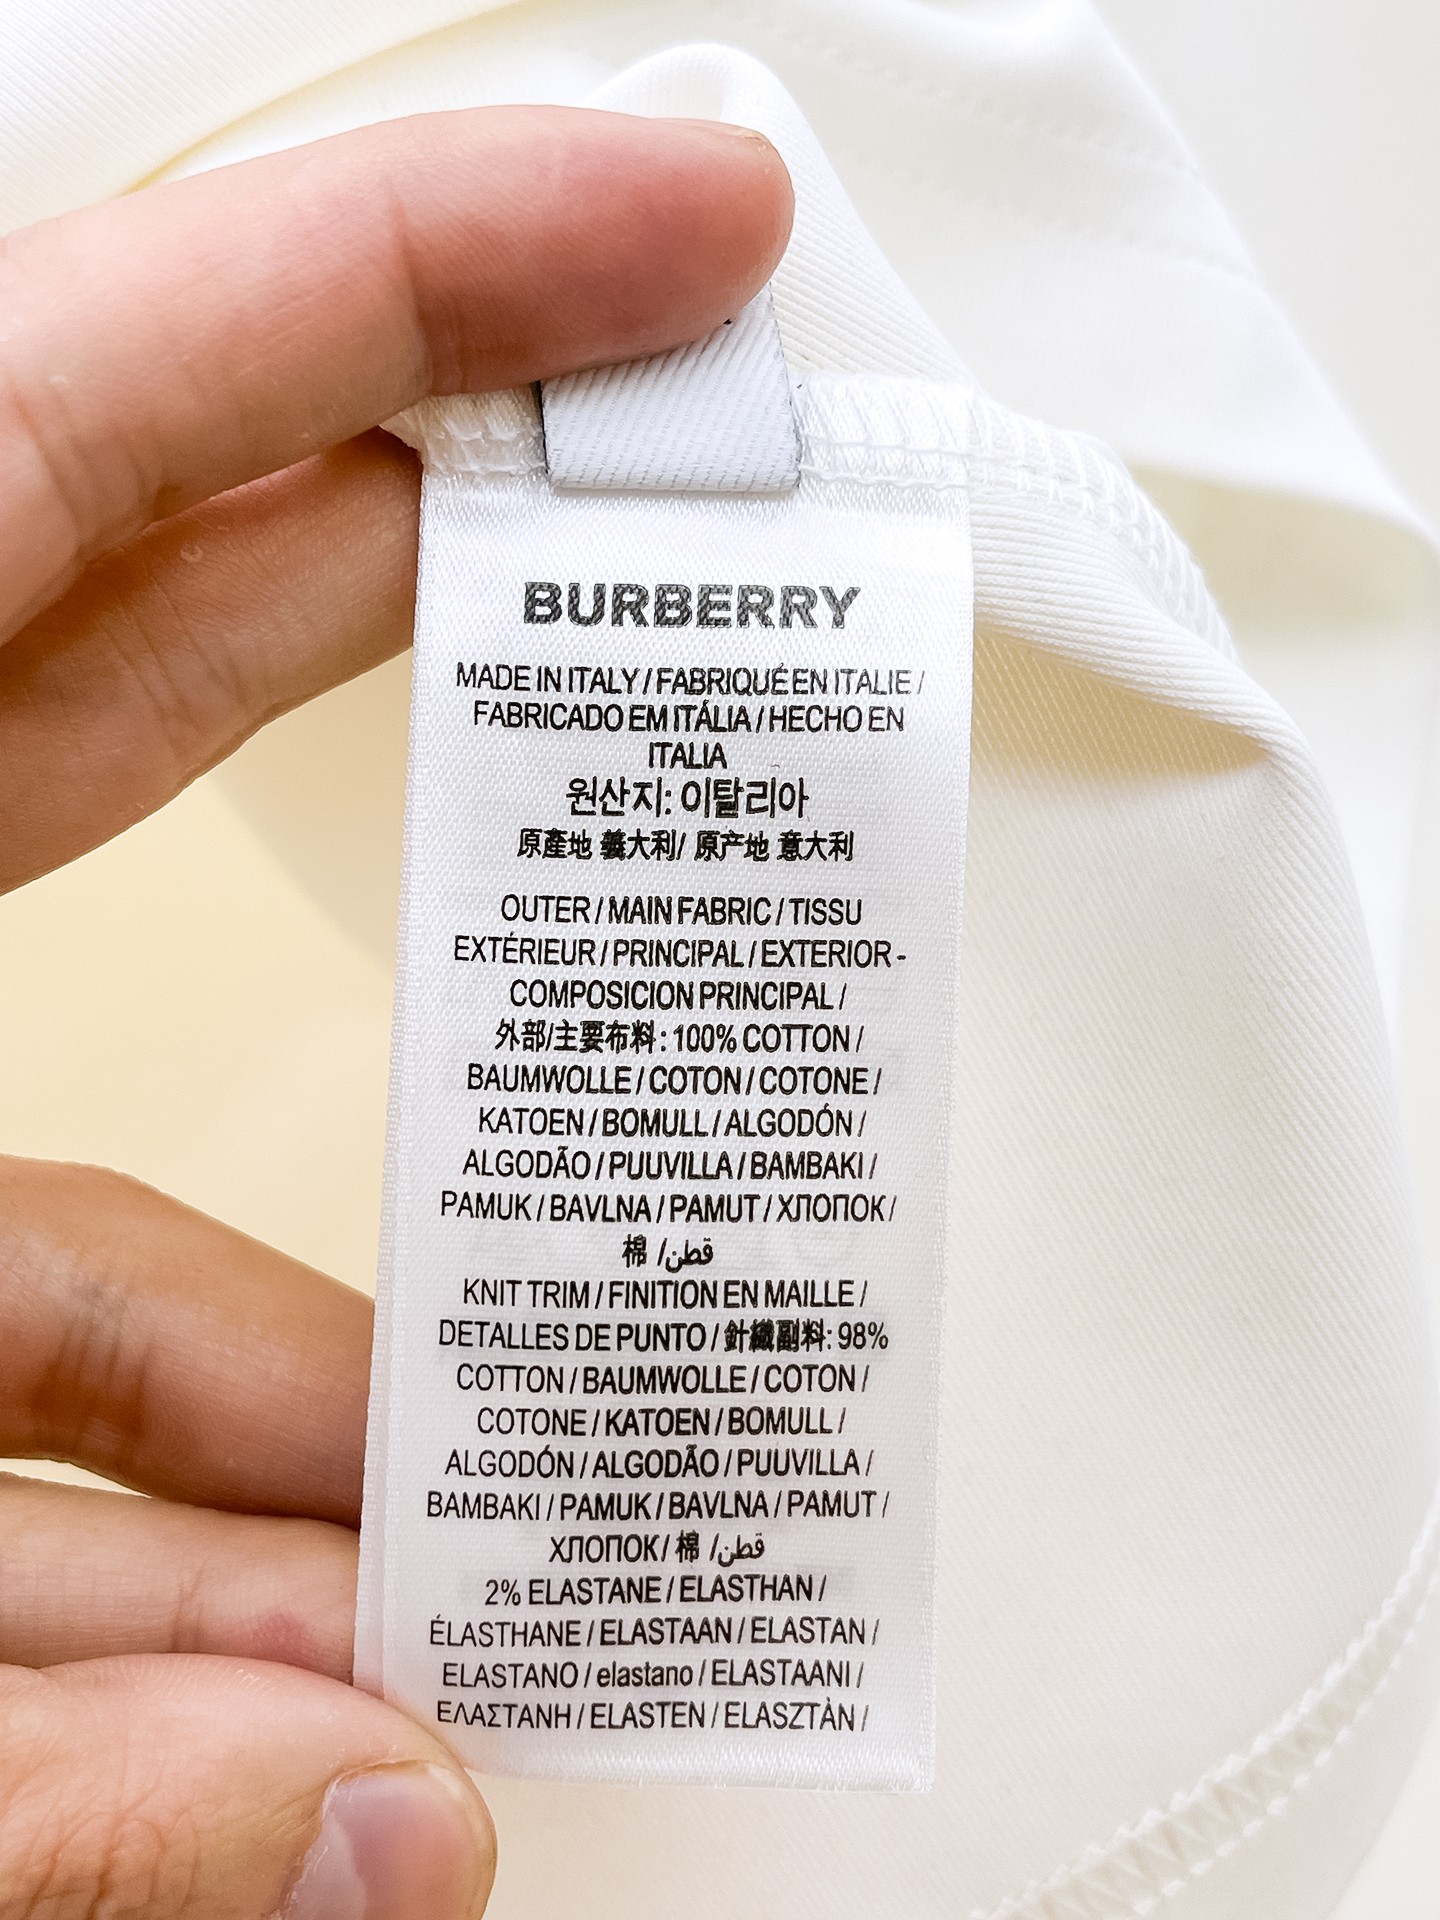 BURBERRY
MADE IN ITALY / FABRIQUÉ EN ITALIE /
FABRICADO EM ITÁLIA / HECHO EN
ITALIA
원산지: 이탈리아
原產地 義大利/ 原产地 意大利
OUTER / MAIN FABRIC / TISSU
EXTÉRIEUR / PRINCIPAL / EXTERIOR -
COMPOSICION PRINCIPAL /
外部/主要布料: 100% COTTON /
BAUMWOLLE / COTON / COTONE /
KATOEN / BOMULL / ALGODÓN /
ALGODÃO / PUUVILLA / BAMBAKI /
PAMUK / BAVLNA / PAMUT / ХЛОПОК /
棉 / قطن/
KNIT TRIM / FINITION EN MAILLE /
DETALLES DE PUNTO / 針織副料: 98%
COTTON / BAUMWOLLE / COTON /
COTONE / KATOEN / BOMULL /
ALGODÓN / ALGODÃO / PUUVILLA /
BAMBAKI / PAMUK / BAVLNA / PAMUT /
ХЛОПОК / 棉 / قطن/
2% ELASTANE / ELASTHAN /
ÉLASTHANE / ELASTAAN / ELASTAN /
ELASTANO / elastano / ELASTAANI /
ΕΛΑΣΤΑΝΗ / ELASTEN / ELASZTÀN /